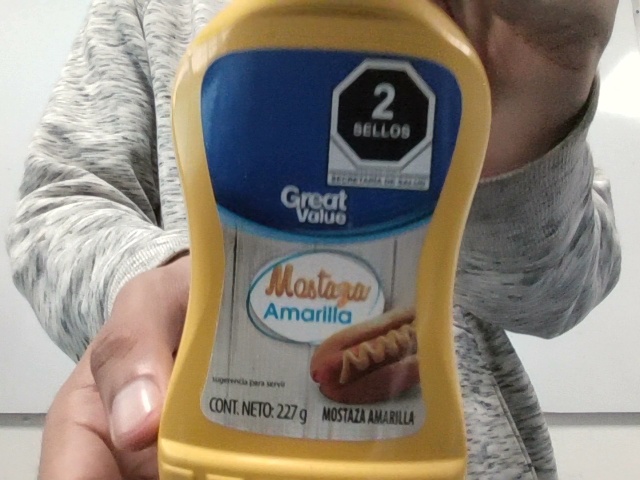 2
SELLOS
SECRETARÍA DE SALUD
Great
Value
Mostaza
Amarilla
sugerencia para servir
CONT. NETO: 227 g MOSTAZA AMARILLA